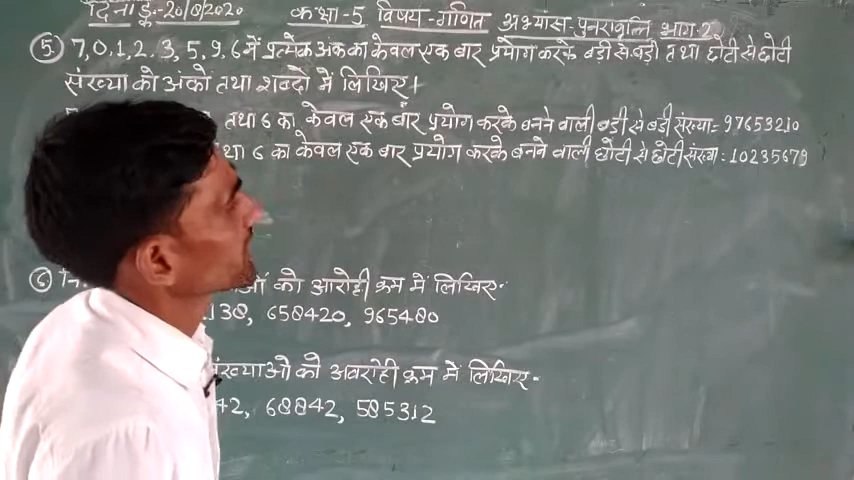 दिनाङ्क:-20/8/2020 कक्षा-5 विषय-गणित अभ्यास-पुनरावृत्ति भाग-2
⑤ 7,0,1,2,3,5,9,6 में प्रत्येक अंक का केवल एक बार प्रयोग करके बड़ी से बड़ी तथा छोटी से छोटी
संख्या को अंकों तथा शब्दों में लिखिए।
तथा 6 का केवल एक बार प्रयोग करके बनने वाली बड़ी से बड़ी संख्या:- 97653210
था 6 का केवल एक बार प्रयोग करके बनने वाली छोटी से छोटी संख्या:
⑥ को आरोही क्रम में लिखिए-
138, 658420, 965480
संख्याओं को अवरोही क्रम में लिखिए-
42, 68842, 585312